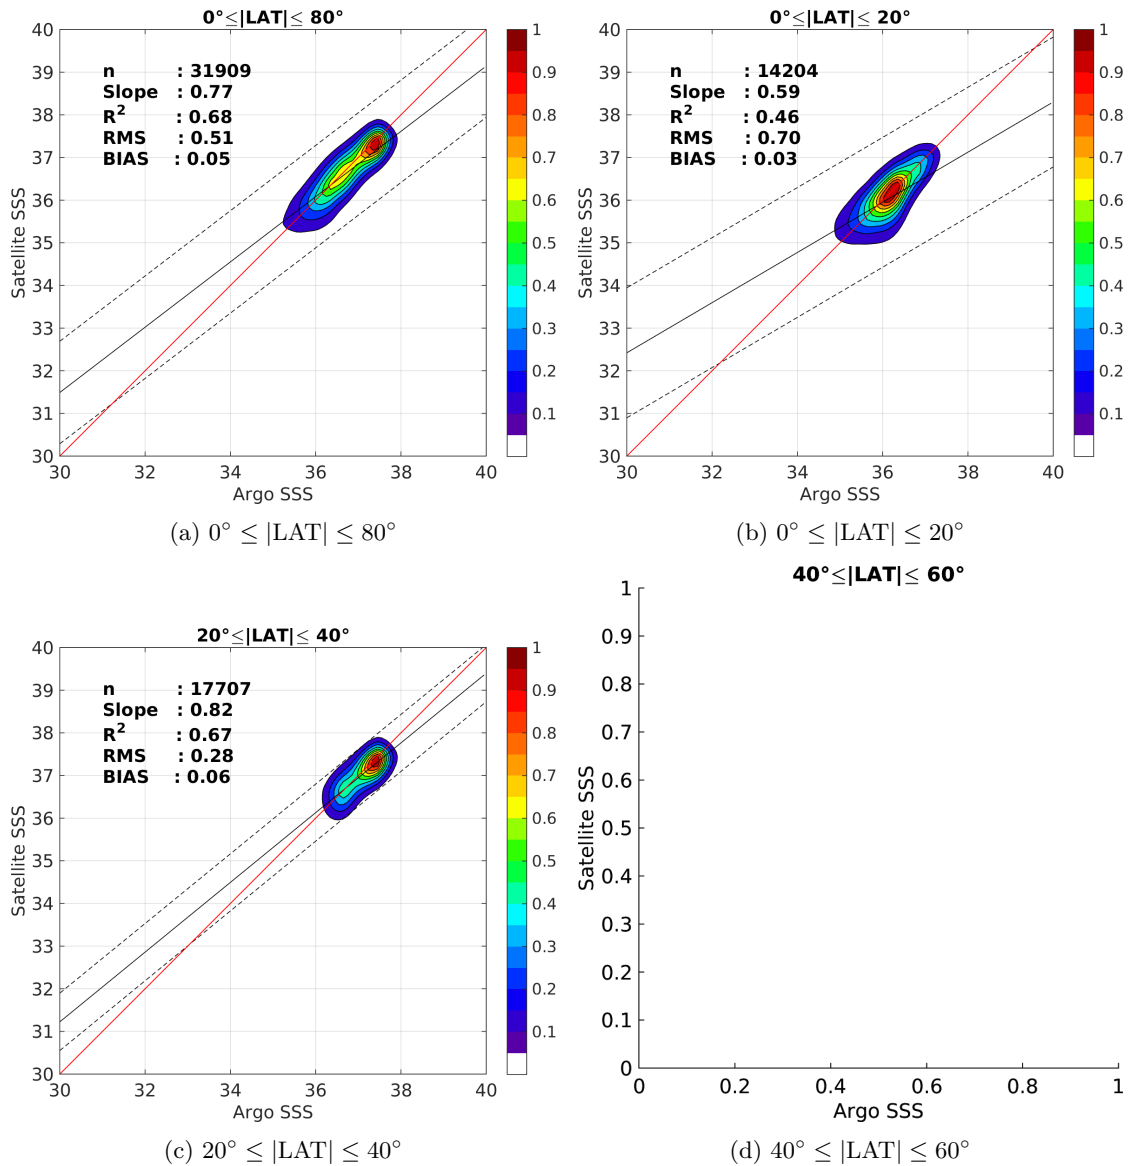 0°≤|LAT|≤ 80°
40
39
38
37
36
35
34
33
32
31
30
30 32 34 36 38 40
Satellite SSS
Argo SSS
n : 31909
Slope : 0.77
R² : 0.68
RMS : 0.51
BIAS : 0.05
1
0.9
0.8
0.7
0.6
0.5
0.4
0.3
0.2
0.1
(a) 0° ≤ |LAT| ≤ 80°
0°≤|LAT|≤ 20°
40
39
38
37
36
35
34
33
32
31
30
30 32 34 36 38 40
Satellite SSS
Argo SSS
n : 14204
Slope : 0.59
R² : 0.46
RMS : 0.70
BIAS : 0.03
1
0.9
0.8
0.7
0.6
0.5
0.4
0.3
0.2
0.1
(b) 0° ≤ |LAT| ≤ 20°
20°≤|LAT|≤ 40°
40
39
38
37
36
35
34
33
32
31
30
30 32 34 36 38 40
Satellite SSS
Argo SSS
n : 17707
Slope : 0.82
R² : 0.67
RMS : 0.28
BIAS : 0.06
1
0.9
0.8
0.7
0.6
0.5
0.4
0.3
0.2
0.1
(c) 20° ≤ |LAT| ≤ 40°
40°≤|LAT|≤ 60°
1
0.9
0.8
0.7
0.6
0.5
0.4
0.3
0.2
0.1
0
0 0.2 0.4 0.6 0.8 1
Satellite SSS
Argo SSS
(d) 40° ≤ |LAT| ≤ 60°